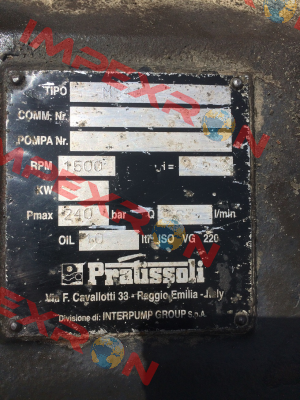 TIPO M
COMM. Nr.
POMPA Nr.
RPM 1500 i =
KW
Pmax 240 bar Q l/min
OIL lt/ ISO VG 220
Pratissoli
Via F. Cavallotti 33 - Reggio Emilia - Italy
Divisione di: INTERPUMP GROUP S.p.A.
IMPEXRON
IMPEXRON
IMPEXRON